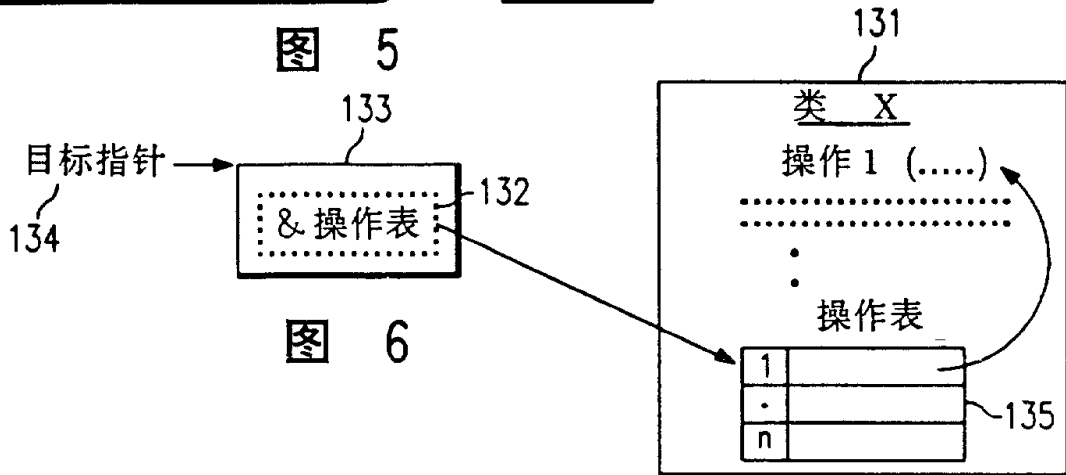 图 5
131
133
类 X
目标指针
操作1 (.....)
132
134
& 操作表
图 6
操作表
1
.
135
n